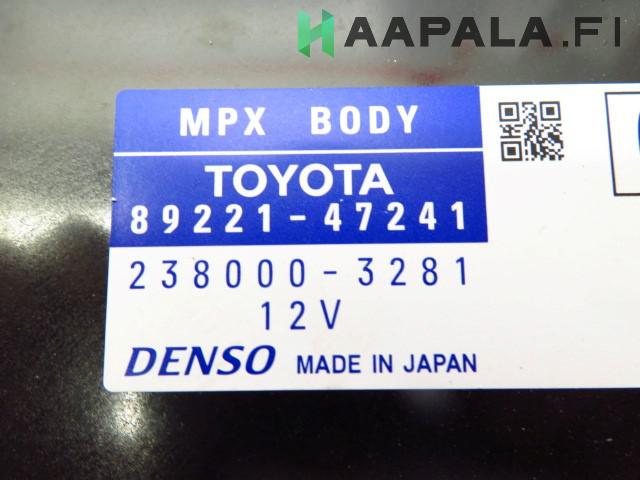 HAAPALA.FI
MPX BODY
TOYOTA
89221-47241
238000-3281
12V
DENSO MADE IN JAPAN